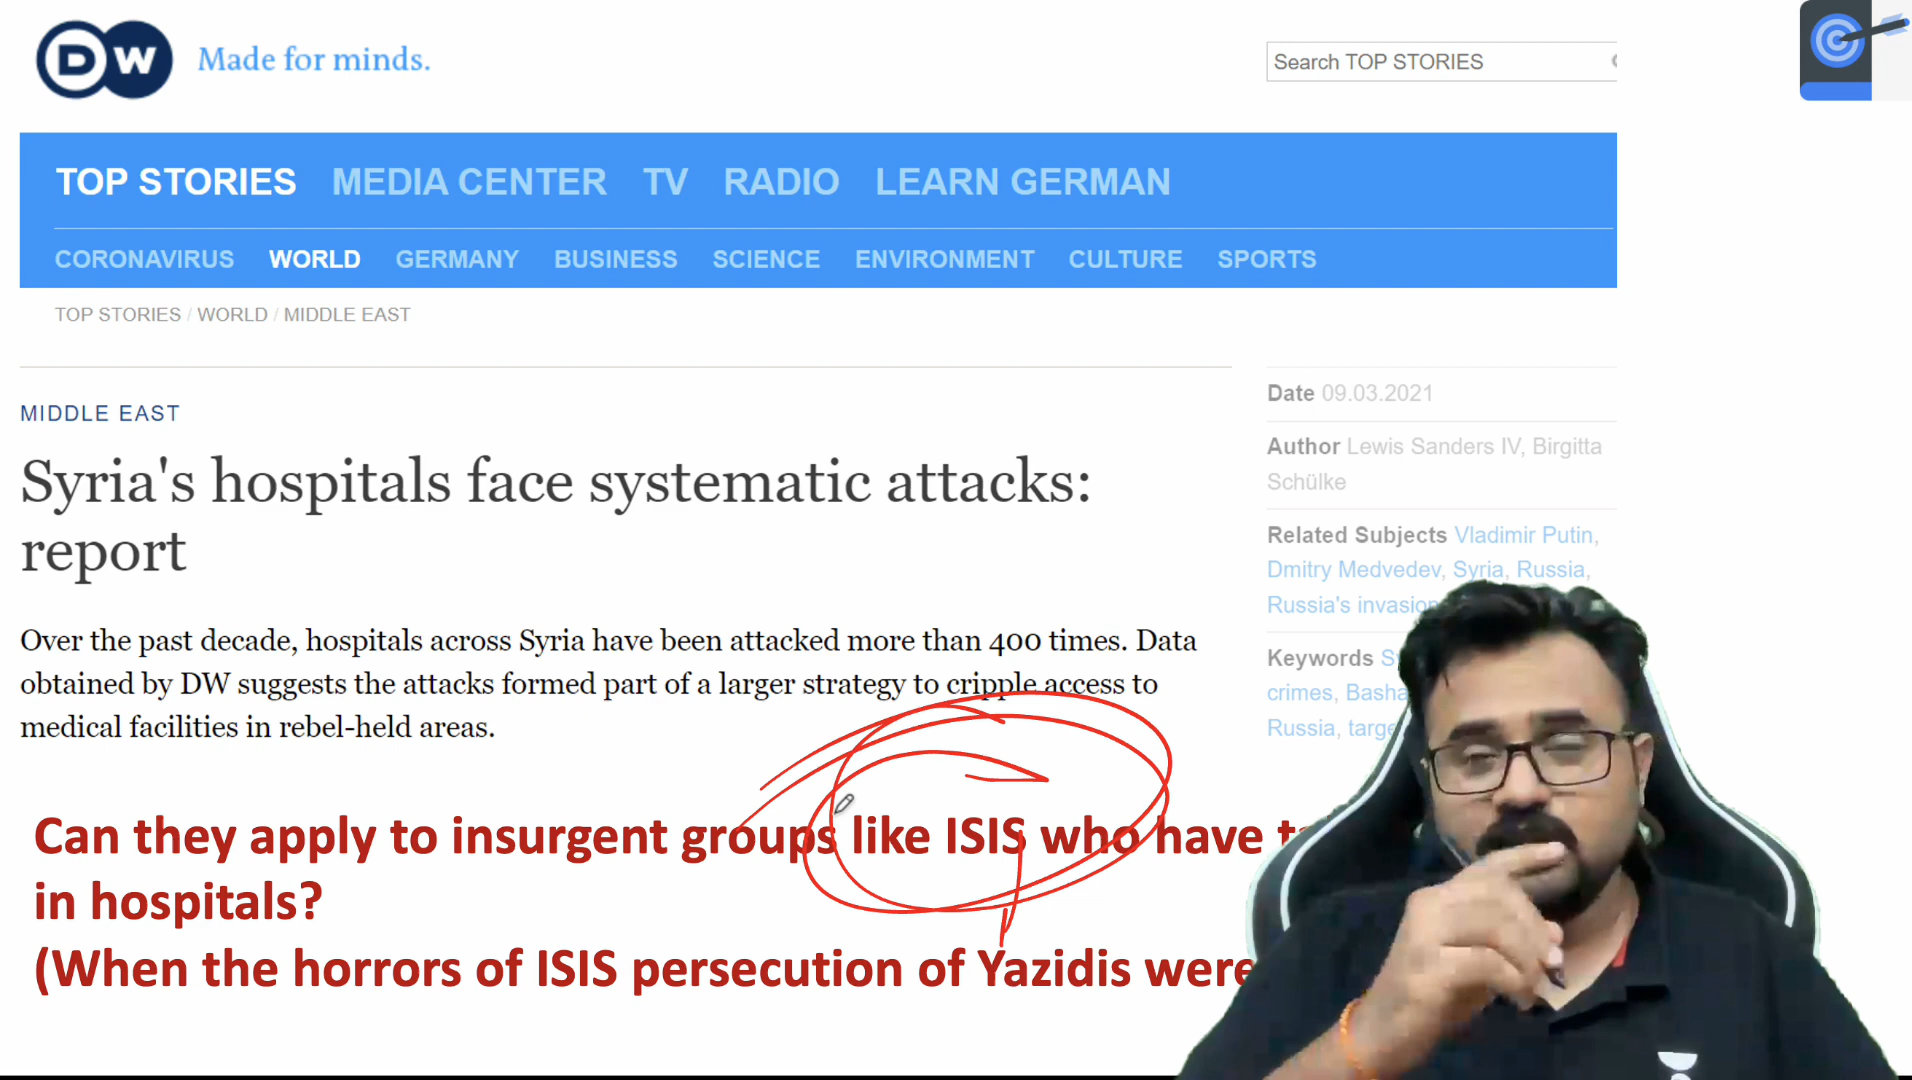 DW Made for minds.
Search TOP STORIES
TOP STORIES MEDIA CENTER TV RADIO LEARN GERMAN
CORONAVIRUS WORLD GERMANY BUSINESS SCIENCE ENVIRONMENT CULTURE SPORTS
TOP STORIES / WORLD / MIDDLE EAST
MIDDLE EAST
Syria's hospitals face systematic attacks:
report
Over the past decade, hospitals across Syria have been attacked more than 400 times. Data
obtained by DW suggests the attacks formed part of a larger strategy to cripple access to
medical facilities in rebel-held areas.
Date 09.03.2021
Author Lewis Sanders IV, Birgitta
Schülke
Related Subjects Vladimir Putin,
Dmitry Medvedev, Syria, Russia,
Russia's invasion
Keywords
crimes,
Russia,
Can they apply to insurgent groups like ISIS who have
in hospitals?
(When the horrors of ISIS persecution of Yazidis were